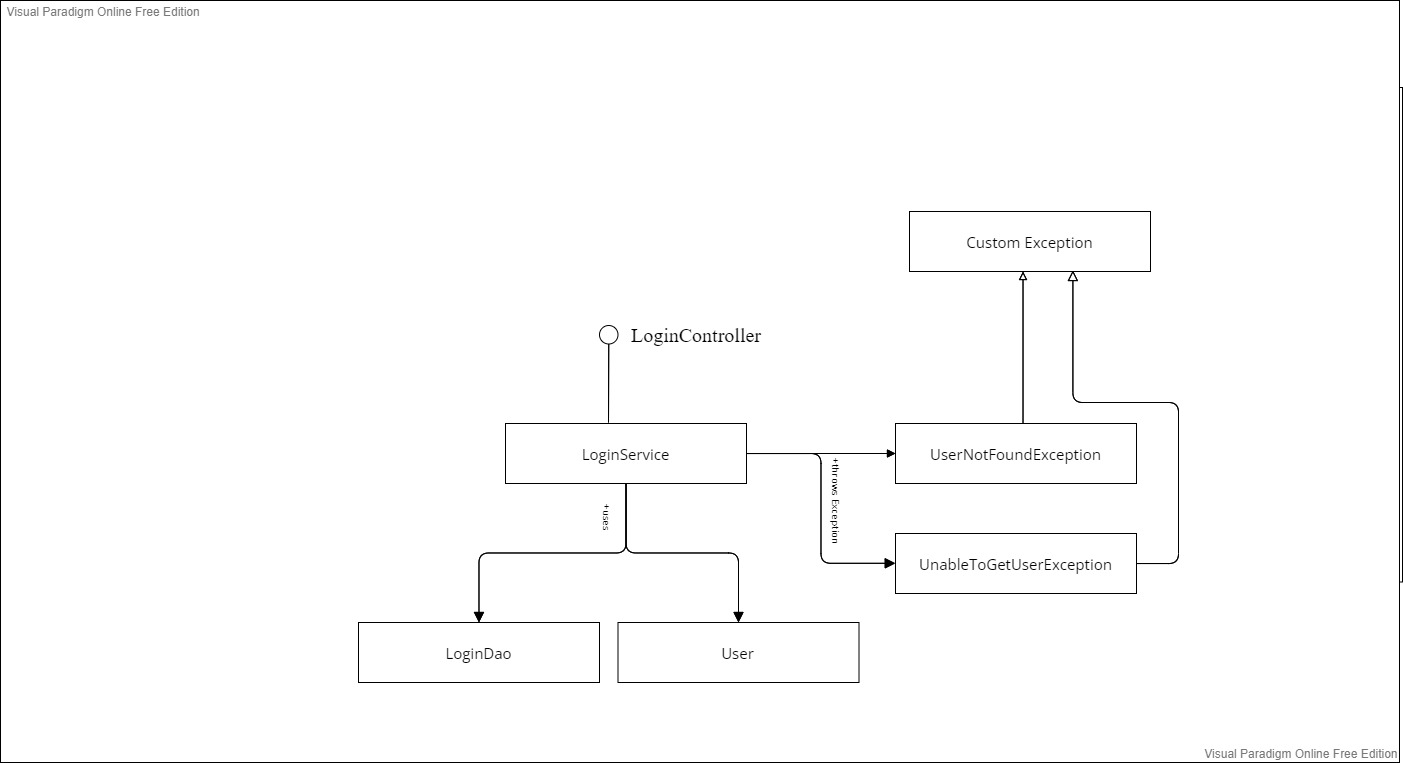 Visual Paradigm Online Free Edition
Custom Exception
LoginController
LoginService
UserNotFoundException
+throws Exception
+uses
UnableToGetUserException
LoginDao
User
Visual Paradigm Online Free Edition